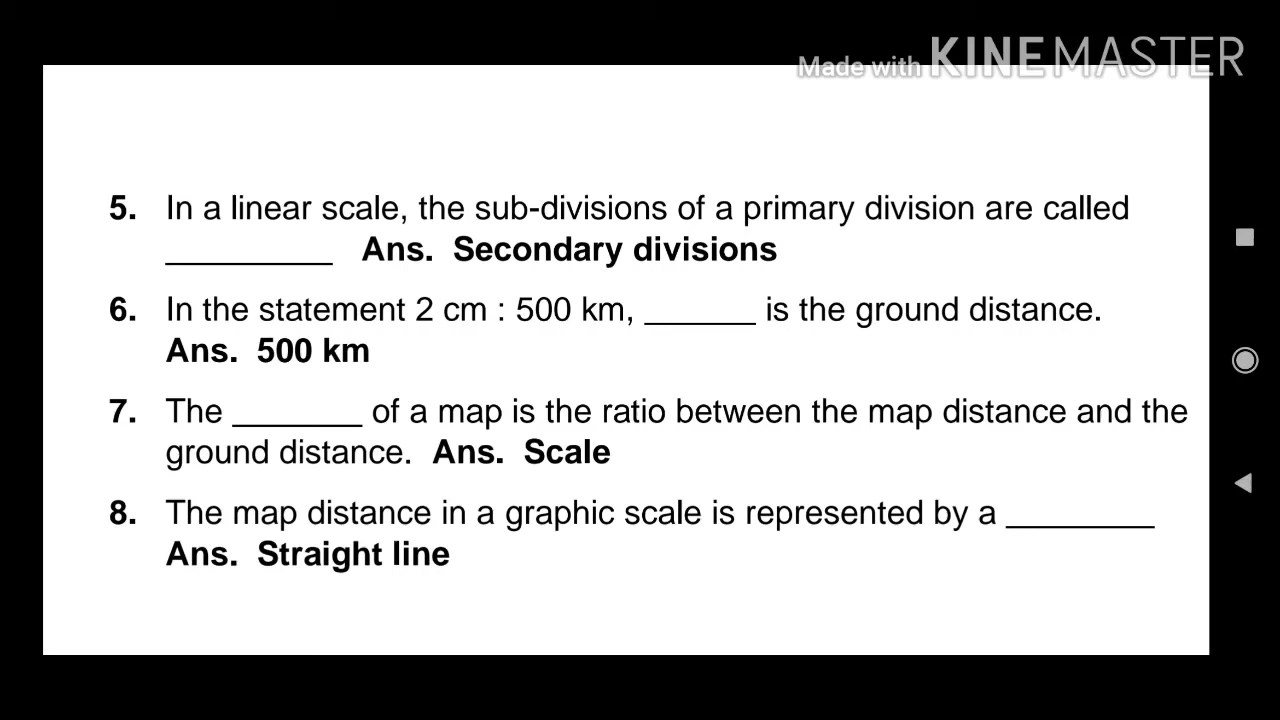 Made with KINEMASTER
5. In a linear scale, the sub-divisions of a primary division are called
_________ Ans. Secondary divisions
6. In the statement 2 cm : 500 km, ______ is the ground distance.
Ans. 500 km
7. The _______ of a map is the ratio between the map distance and the
ground distance. Ans. Scale
8. The map distance in a graphic scale is represented by a ________
Ans. Straight line